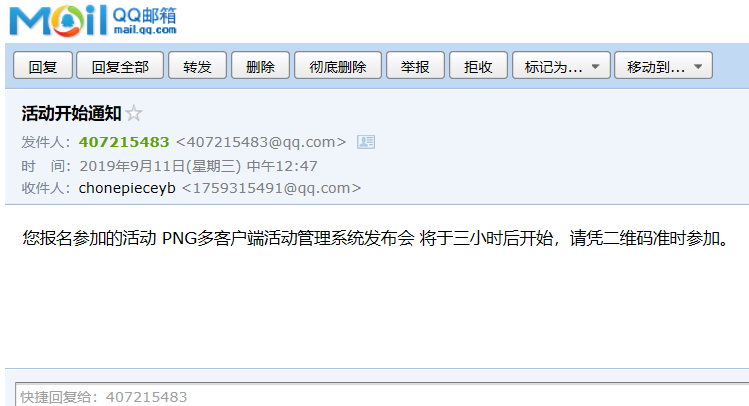 Mail QQ邮箱
mail.qq.com
回复 回复全部 转发 删除 彻底删除 举报 拒收 标记为... 移动到...
活动开始通知
发件人：407215483 <407215483@qq.com>
时 间：2019年9月11日(星期三) 中午12:47
收件人：chonepieceyb <1759315491@qq.com>
您报名参加的活动 PNG多客户端活动管理系统发布会 将于三小时后开始，请凭二维码准时参加。
快捷回复给：407215483